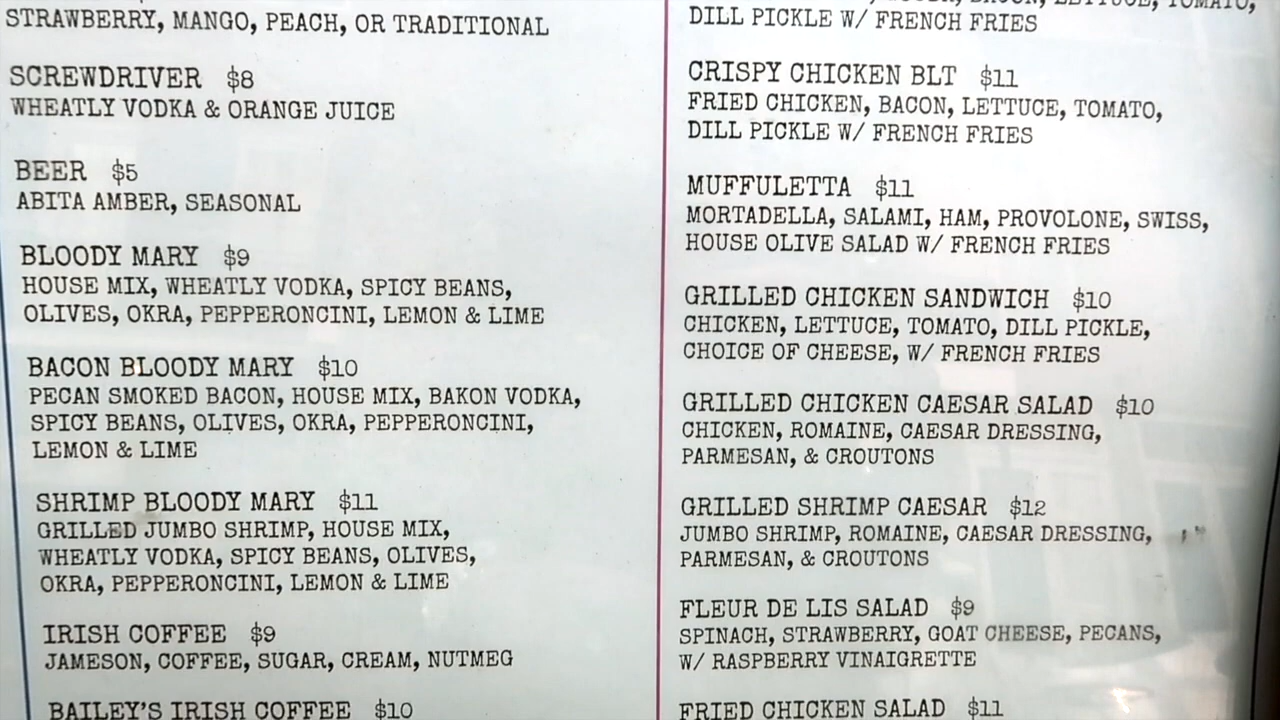 STRAWBERRY, MANGO, PEACH, OR TRADITIONAL
SCREWDRIVER $8
WHEATLY VODKA & ORANGE JUICE
BEER $5
ABITA AMBER, SEASONAL
BLOODY MARY $9
HOUSE MIX, WHEATLY VODKA, SPICY BEANS,
OLIVES, OKRA, PEPPERONCINI, LEMON & LIME
BACON BLOODY MARY $10
PECAN SMOKED BACON, HOUSE MIX, BAKON VODKA,
SPICY BEANS, OLIVES, OKRA, PEPPERONCINI,
LEMON & LIME
SHRIMP BLOODY MARY $11
GRILLED JUMBO SHRIMP, HOUSE MIX,
WHEATLY VODKA, SPICY BEANS, OLIVES,
OKRA, PEPPERONCINI, LEMON & LIME
IRISH COFFEE $9
JAMESON, COFFEE, SUGAR, CREAM, NUTMEG
BAILEY'S IRISH COFFEE $10
BACON, LETTUCE, TOMATO,
DILL PICKLE W/ FRENCH FRIES
CRISPY CHICKEN BLT $11
FRIED CHICKEN, BACON, LETTUCE, TOMATO,
DILL PICKLE W/ FRENCH FRIES
MUFFULETTA $11
MORTADELLA, SALAMI, HAM, PROVOLONE, SWISS,
HOUSE OLIVE SALAD W/ FRENCH FRIES
GRILLED CHICKEN SANDWICH $10
CHICKEN, LETTUCE, TOMATO, DILL PICKLE,
CHOICE OF CHEESE, W/ FRENCH FRIES
GRILLED CHICKEN CAESAR SALAD $10
CHICKEN, ROMAINE, CAESAR DRESSING,
PARMESAN, & CROUTONS
GRILLED SHRIMP CAESAR $12
JUMBO SHRIMP, ROMAINE, CAESAR DRESSING,
PARMESAN, & CROUTONS
FLEUR DE LIS SALAD $9
SPINACH, STRAWBERRY, GOAT CHEESE, PECANS,
W/ RASPBERRY VINAIGRETTE
FRIED CHICKEN SALAD $11